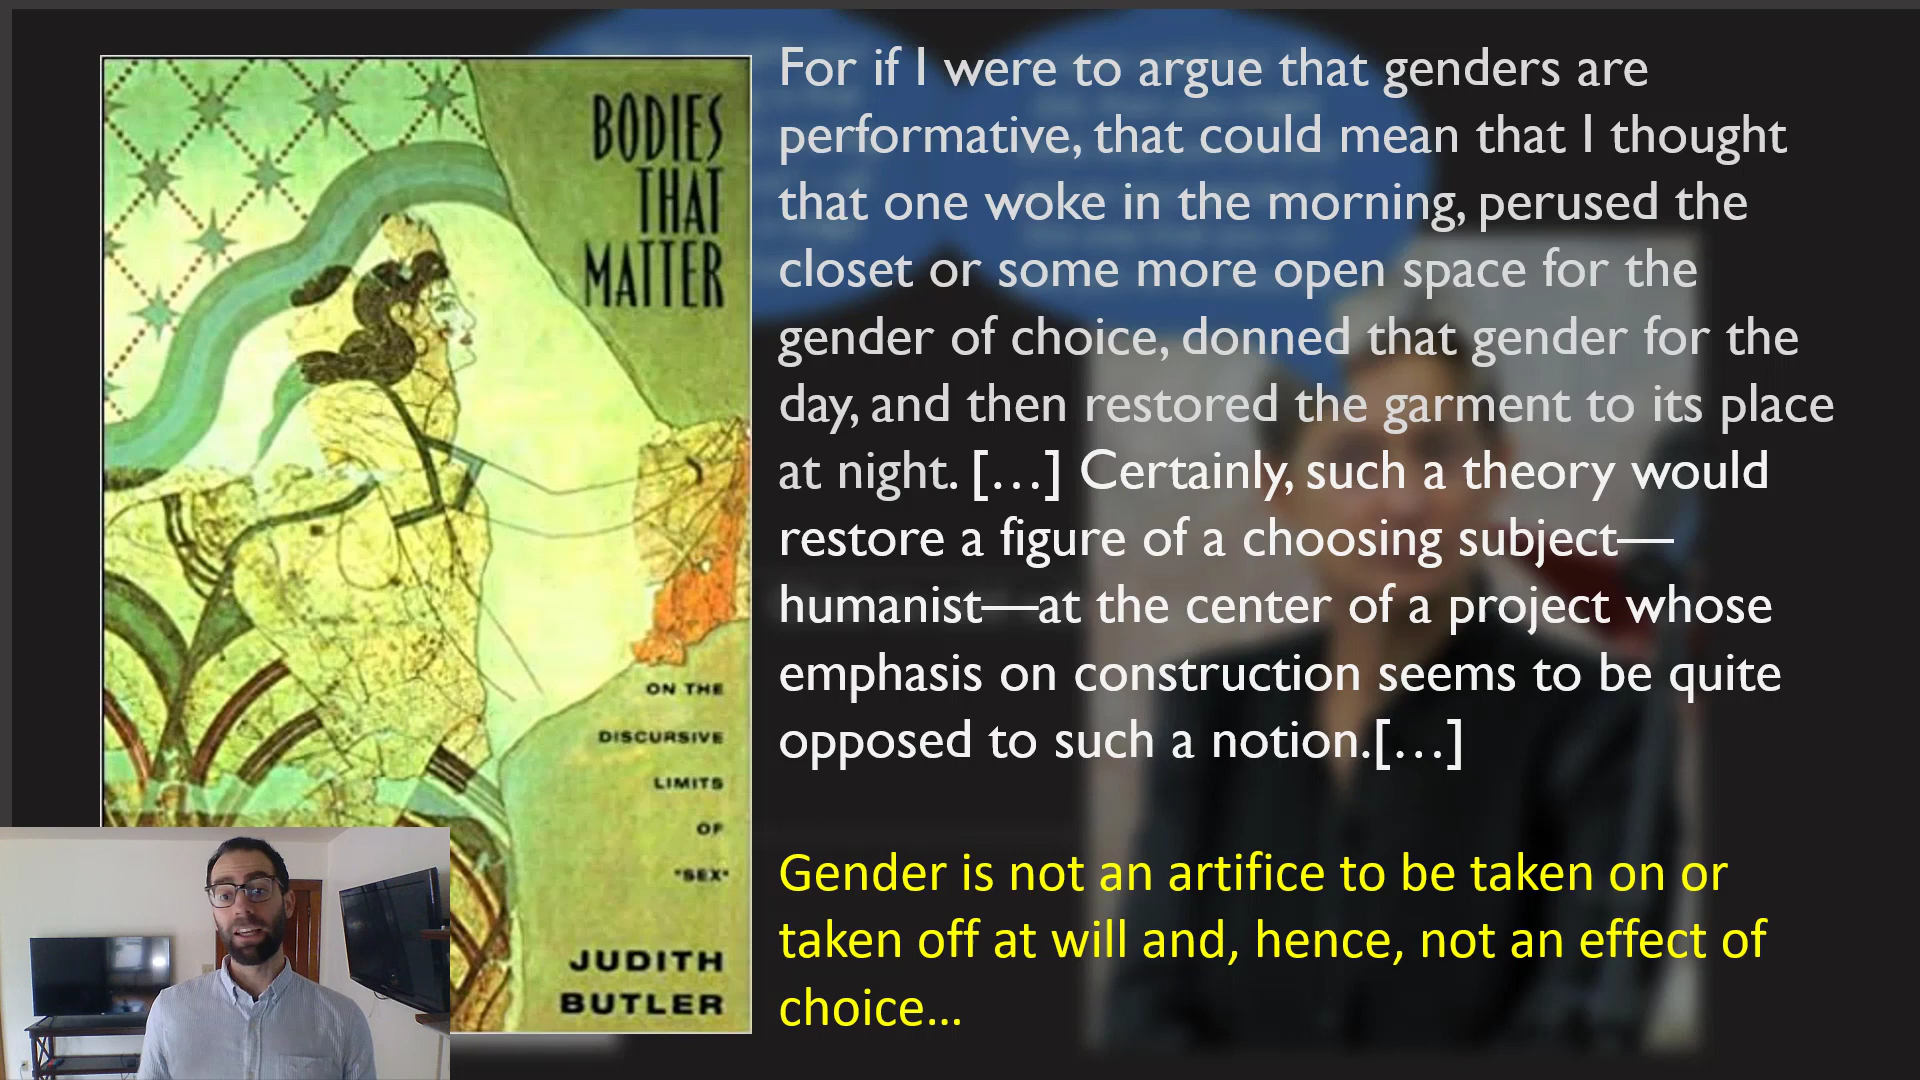 BODIES
THAT
MATTER
ON THE
DISCURSIVE
LIMITS
OF
"SEX"
JUDITH
BUTLER
For if I were to argue that genders are
performative, that could mean that I thought
that one woke in the morning, perused the
closet or some more open space for the
gender of choice, donned that gender for the
day, and then restored the garment to its place
at night. […] Certainly, such a theory would
restore a figure of a choosing subject—
humanist—at the center of a project whose
emphasis on construction seems to be quite
opposed to such a notion.[…]
Gender is not an artifice to be taken on or
taken off at will and, hence, not an effect of
choice…